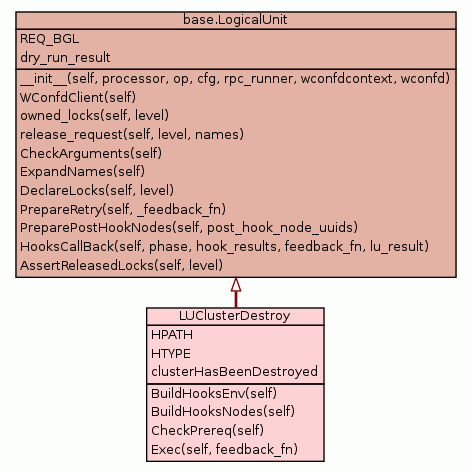 base.LogicalUnit
REQ_BGL
dry_run_result
__init__(self, processor, op, cfg, rpc_runner, wconfdcontext, wconfd)
WConfdClient(self)
owned_locks(self, level)
release_request(self, level, names)
CheckArguments(self)
ExpandNames(self)
DeclareLocks(self, level)
PrepareRetry(self, _feedback_fn)
PreparePostHookNodes(self, post_hook_node_uuids)
HooksCallBack(self, phase, hook_results, feedback_fn, lu_result)
AssertReleasedLocks(self, level)
LUClusterDestroy
HPATH
HTYPE
clusterHasBeenDestroyed
BuildHooksEnv(self)
BuildHooksNodes(self)
CheckPrereq(self)
Exec(self, feedback_fn)